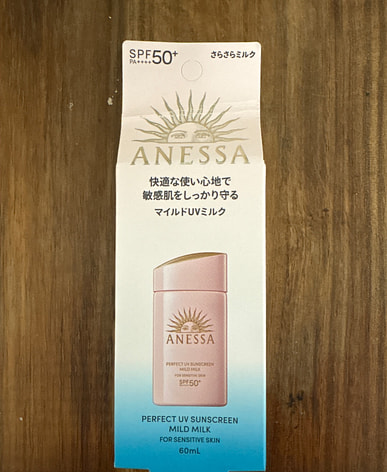 SPF50+
PA++++
さらさらミルク
ANESSA
快適な使い心地で
敏感肌をしっかり守る
マイルドUVミルク
ANESSA
PERFECT UV SUNSCREEN
MILD MILK
FOR SENSITIVE SKIN
SPF50+
PERFECT UV SUNSCREEN
MILD MILK
FOR SENSITIVE SKIN
60mL